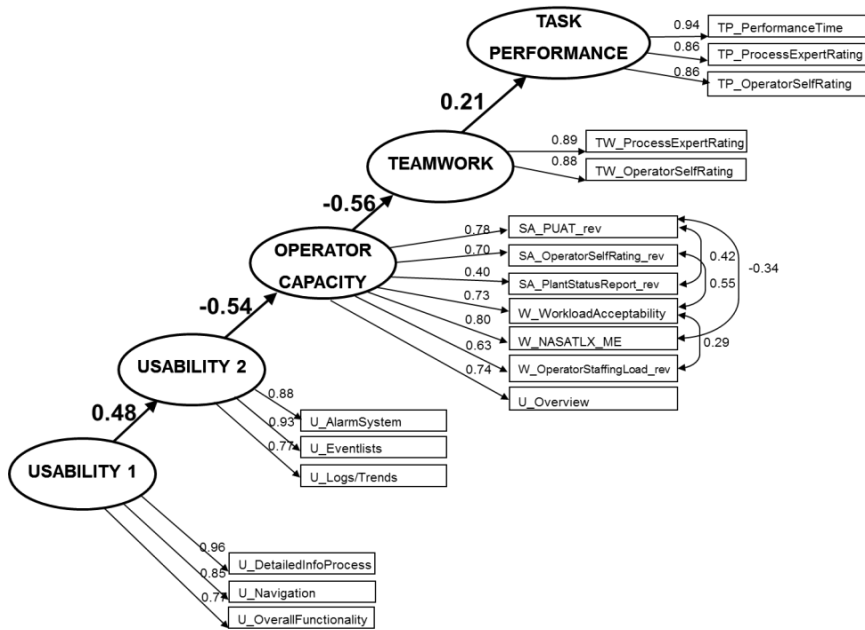 TASK
PERFORMANCE
0.94
TP_PerformanceTime
0.86
TP_ProcessExpertRating
0.86
TP_OperatorSelfRating
0.21
TEAMWORK
0.89
TW_ProcessExpertRating
0.88
TW_OperatorSelfRating
-0.56
OPERATOR
CAPACITY
0.78
SA_PUAT_rev
0.70
SA_OperatorSelfRating_rev
0.40
SA_PlantStatusReport_rev
0.73
W_WorkloadAcceptability
0.80
W_NASATLX_ME
0.63
W_OperatorStaffingLoad_rev
0.74
U_Overview
0.42
-0.34
0.55
0.29
-0.54
USABILITY 2
0.88
U_AlarmSystem
0.93
U_Eventlists
0.77
U_Logs/Trends
0.48
USABILITY 1
0.96
U_DetailedInfoProcess
0.85
U_Navigation
0.77
U_OverallFunctionality